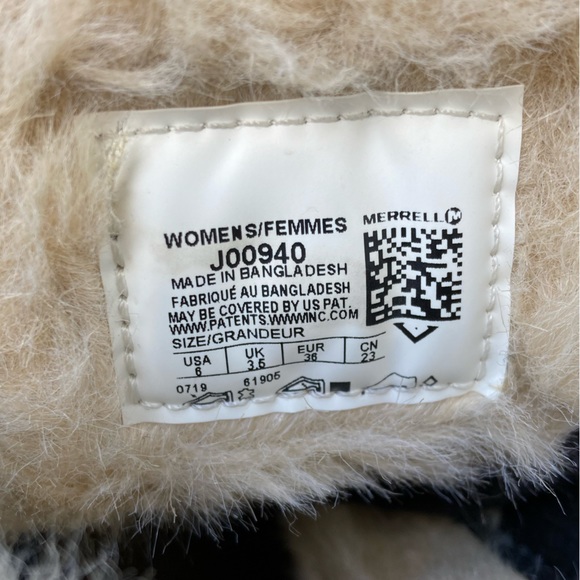 WOMENS/FEMMES
MERRELL
J00940
MADE IN BANGLADESH
FABRIQUÉ AU BANGLADESH
MAY BE COVERED BY US PAT.
WWW.PATENTS.WWWINC.COM
SIZE/GRANDEUR
USA UK EUR CN
6 3.5 36 23
0719 61905